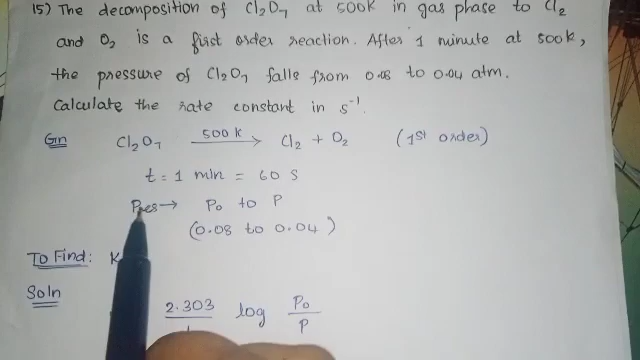 15) The decomposition of Cl₂O₇ at 500K in gas phase to Cl₂
and O₂ is a first order reaction. After 1 minute at 500K,
the pressure of Cl₂O₇ falls from 0.08 to 0.04 atm.
Calculate the rate constant in s⁻¹.
Gn Cl₂O₇ 500K → Cl₂ + O₂ (1st order)
t = 1 min = 60 s
Pres → P₀ to P
(0.08 to 0.04)
To Find: K
Soln
2.303 log P₀
P